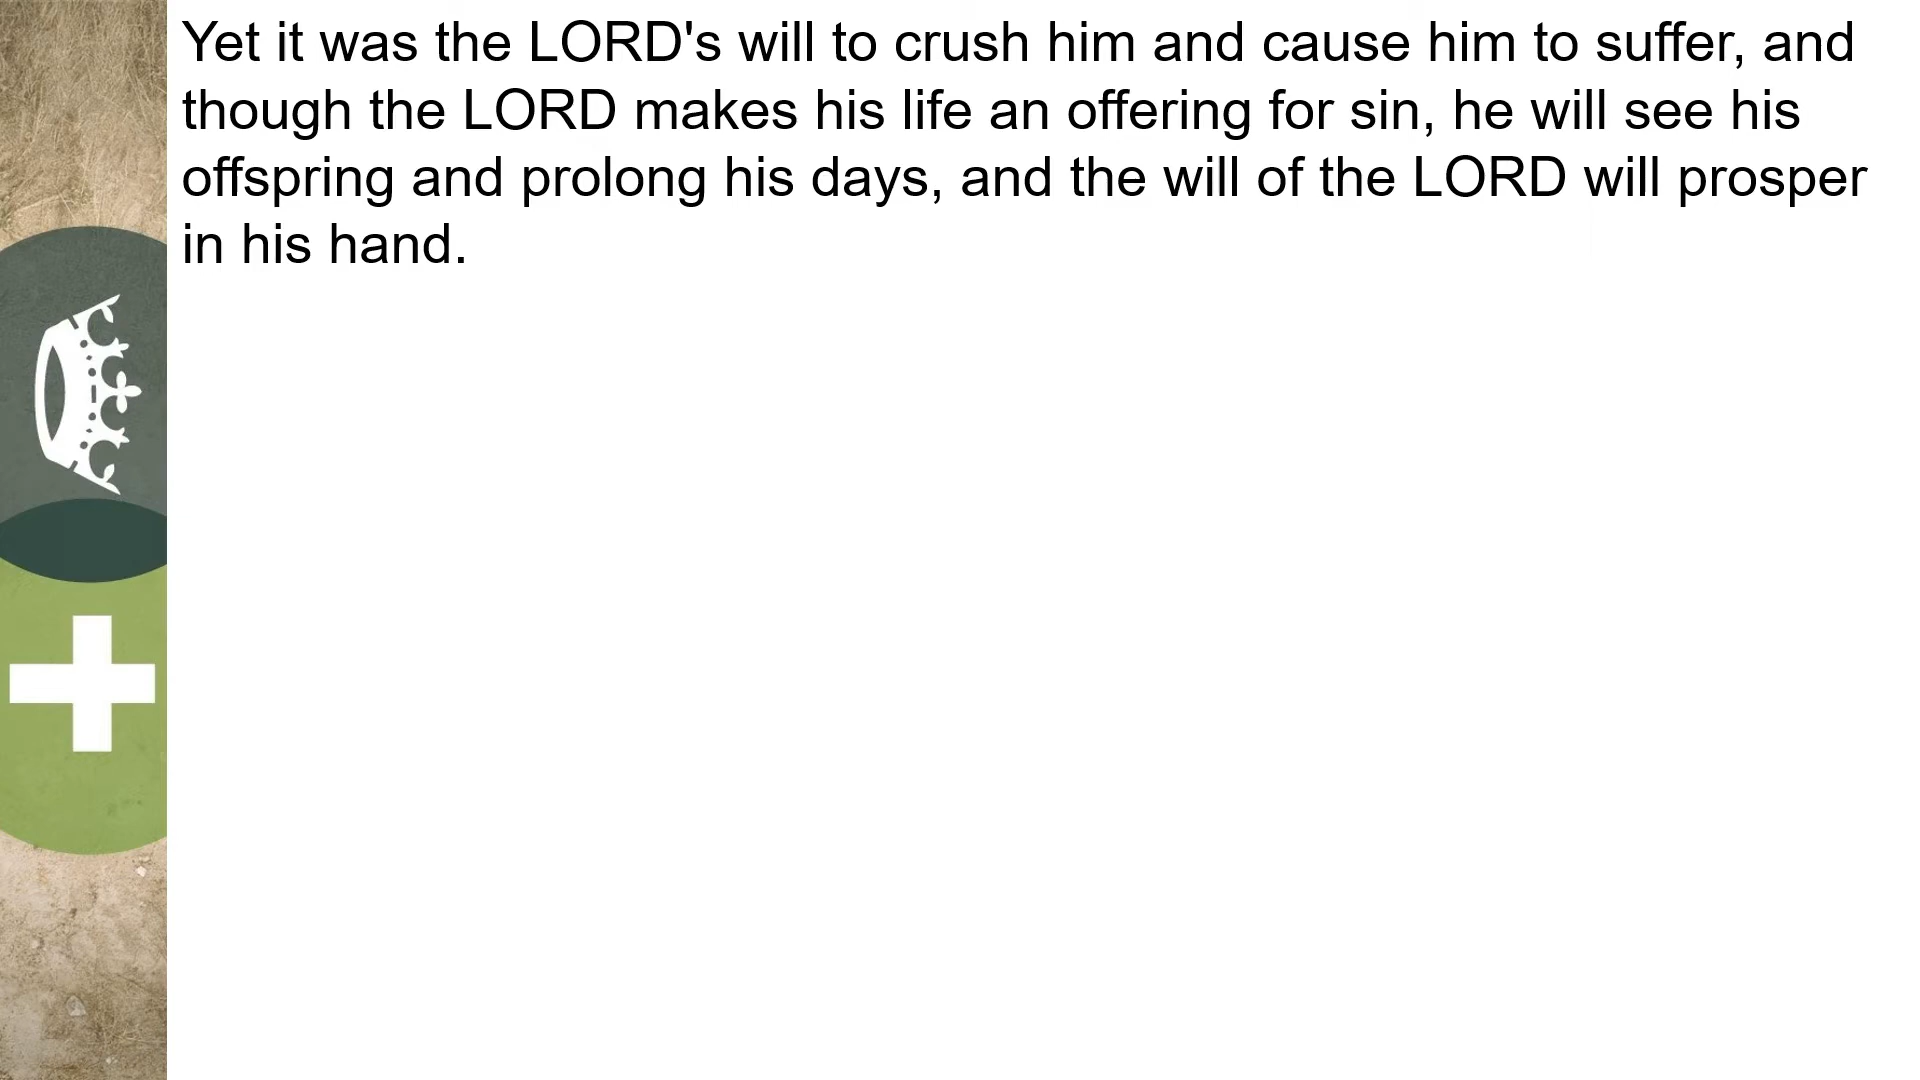 Yet it was the LORD's will to crush him and cause him to suffer, and
though the LORD makes his life an offering for sin, he will see his
offspring and prolong his days, and the will of the LORD will prosper
in his hand.